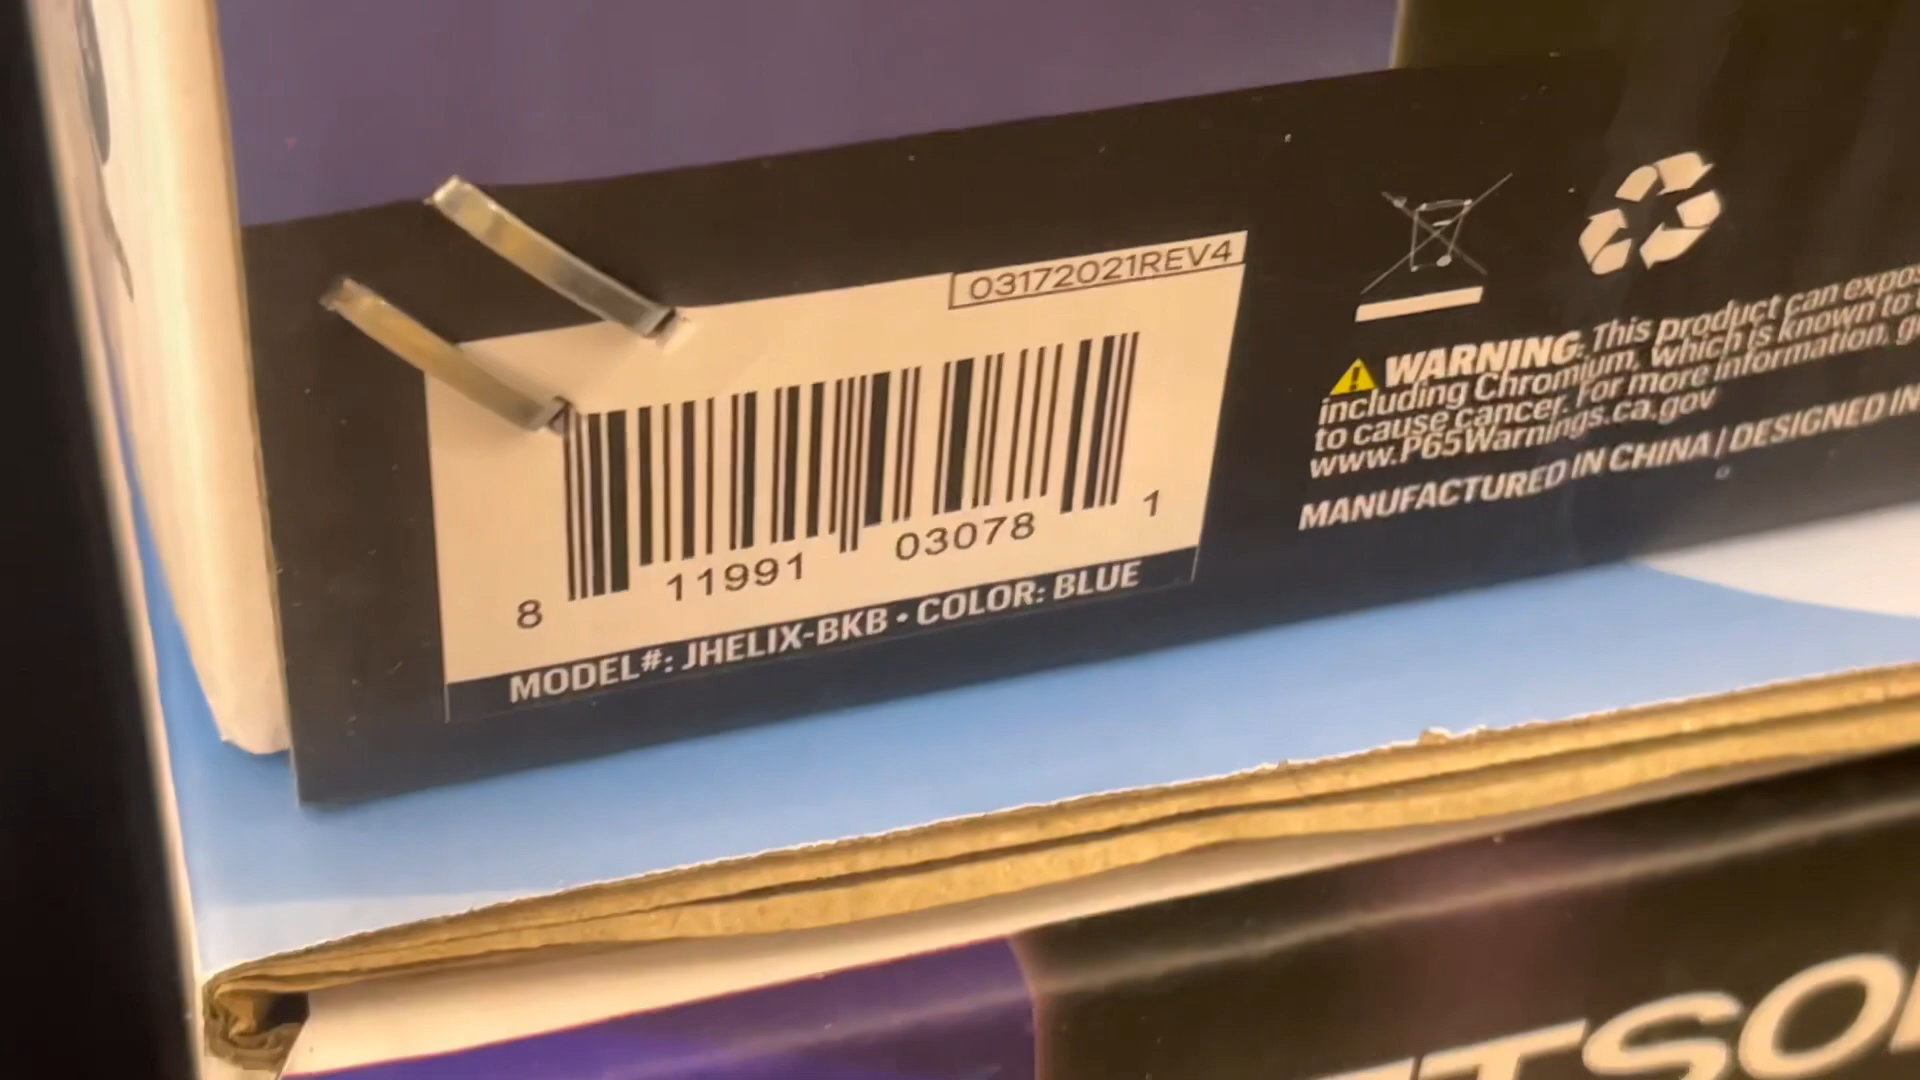 03172021REV4
8 11991 03078 1
MODEL#: JHELIX-BKB • COLOR: BLUE
WARNING: This product can
including Chromium, which is known to
to cause cancer. For more information,
www.P65Warnings.ca.gov
MANUFACTURED IN CHINA | DESIGNED IN